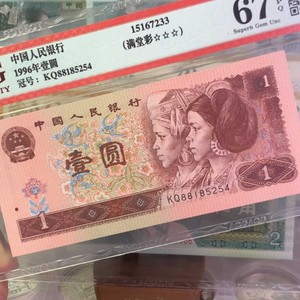 中国人民银行
1996年壹圆
冠号: KQ88185254
15167233
(满堂彩☆☆☆)
67
Superb Gem Unc
中国人民银行
壹圆
1
KQ88185254
1
2